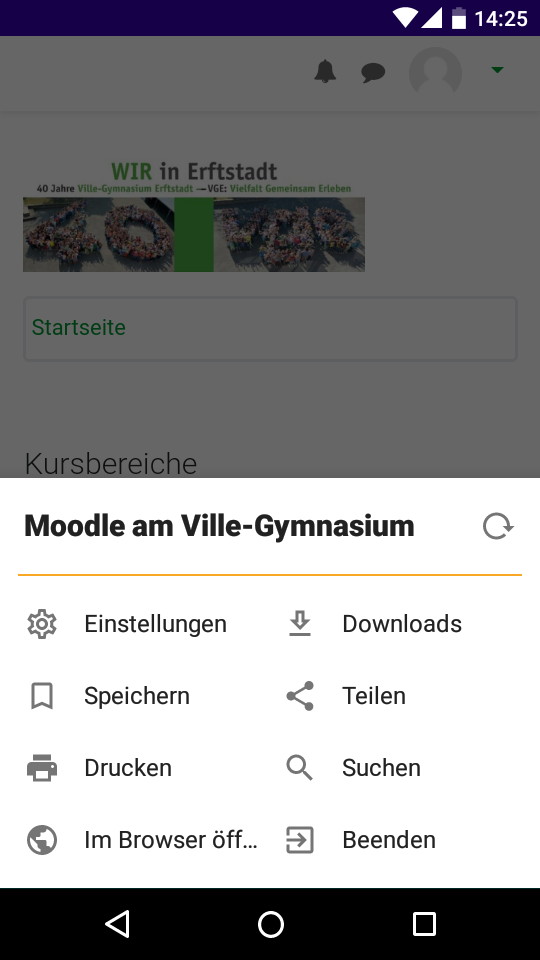 14:25
WIR in Erftstadt
40 Jahre Ville-Gymnasium Erftstadt — VGE: Vielfalt Gemeinsam Erleben
Startseite
Kursbereiche
Moodle am Ville-Gymnasium
Einstellungen
Downloads
Speichern
Teilen
Drucken
Suchen
Im Browser öff...
Beenden